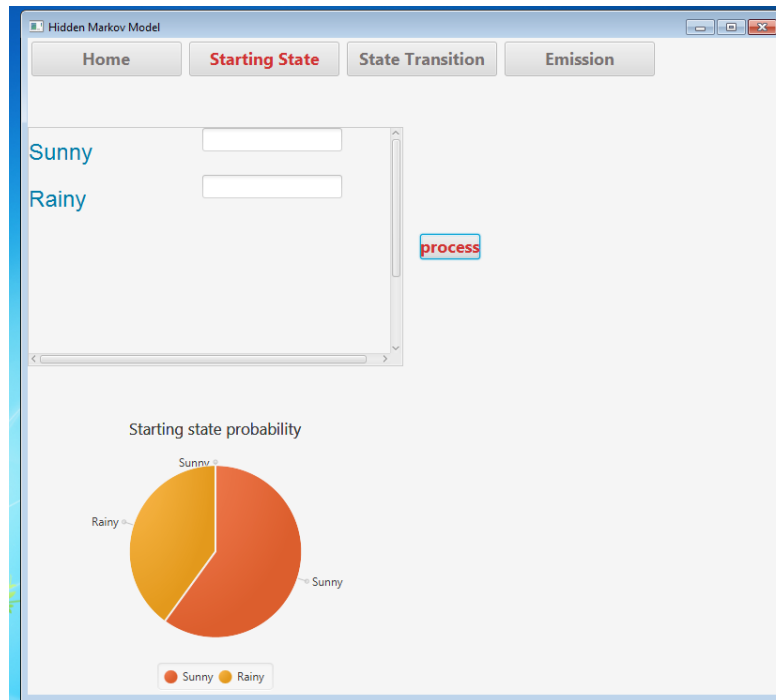 Hidden Markov Model
Home Starting State State Transition Emission
Sunny
Rainy
process
Starting state probability
Sunny
Rainy
Sunny
Sunny Rainy